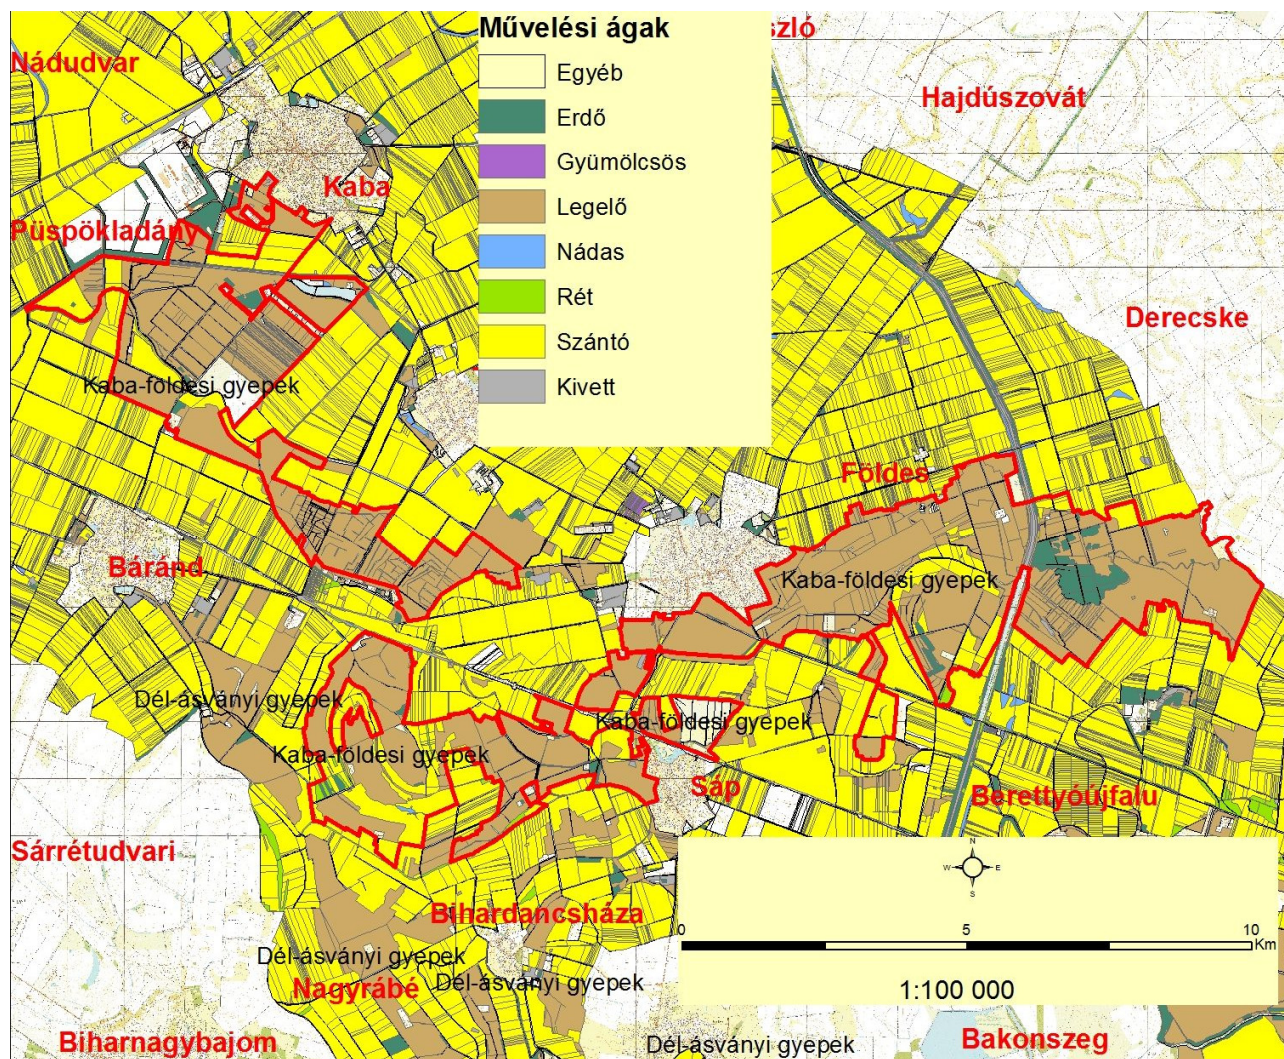 Művelési ágak
Egyéb
Erdő
Gyümölcsös
Legelő
Nádas
Rét
Szántó
Kivett
szló
Nádudvar
Hajdúszovát
Kaba
Püspökladány
Derecske
Kaba-földesi gyepek
Földes
Báránd
Kaba-földesi gyepek
Dél-ásványi gyepek
Kaba-földesi gyepek
Kaba-földesi gyepek
Sáp
Berettyóújfalu
Sárrétudvari
N
W E
S
Bihardancsháza
0 5 10
Km
Dél-ásványi gyepek
Nagyrábé
Dél-ásványi gyepek
1:100 000
Biharnagybajom
Dél-ásványi gyepek
Bakonszeg